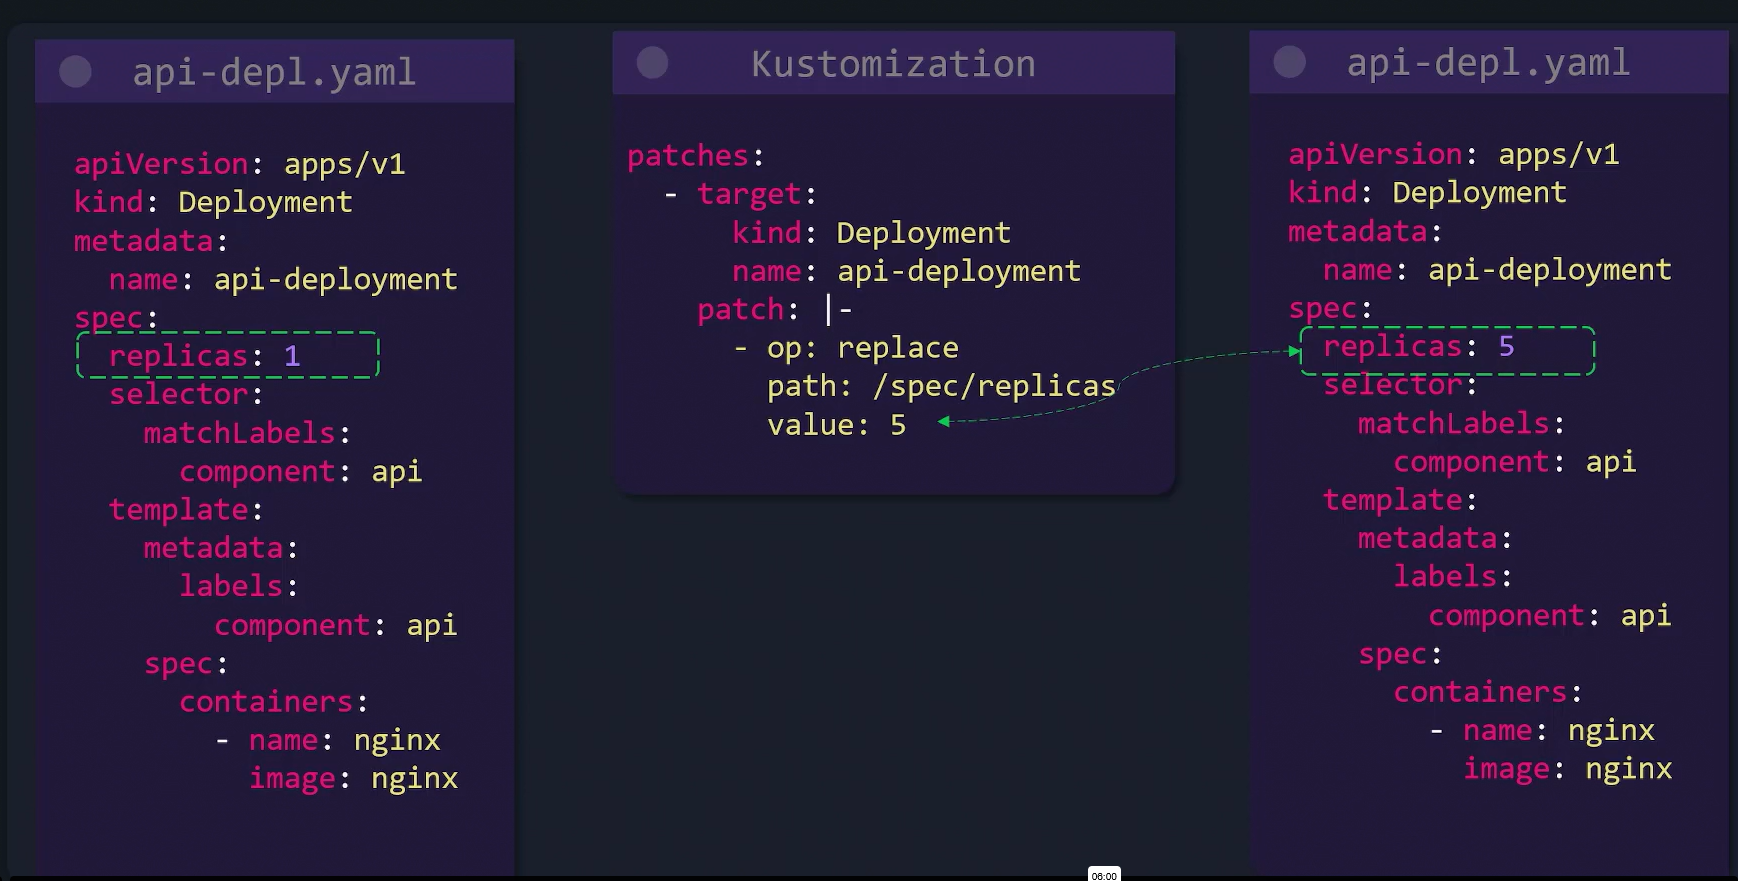 api-depl.yaml
apiVersion: apps/v1
kind: Deployment
metadata:
  name: api-deployment
spec:
  replicas: 1
  selector:
    matchLabels:
      component: api
  template:
    metadata:
      labels:
        component: api
    spec:
      containers:
        - name: nginx
          image: nginx
Kustomization
patches:
  - target:
      kind: Deployment
      name: api-deployment
    patch: |-
      - op: replace
        path: /spec/replicas
        value: 5
api-depl.yaml
apiVersion: apps/v1
kind: Deployment
metadata:
  name: api-deployment
spec:
  replicas: 5
  selector:
    matchLabels:
      component: api
  template:
    metadata:
      labels:
        component: api
    spec:
      containers:
        - name: nginx
          image: nginx
06:00